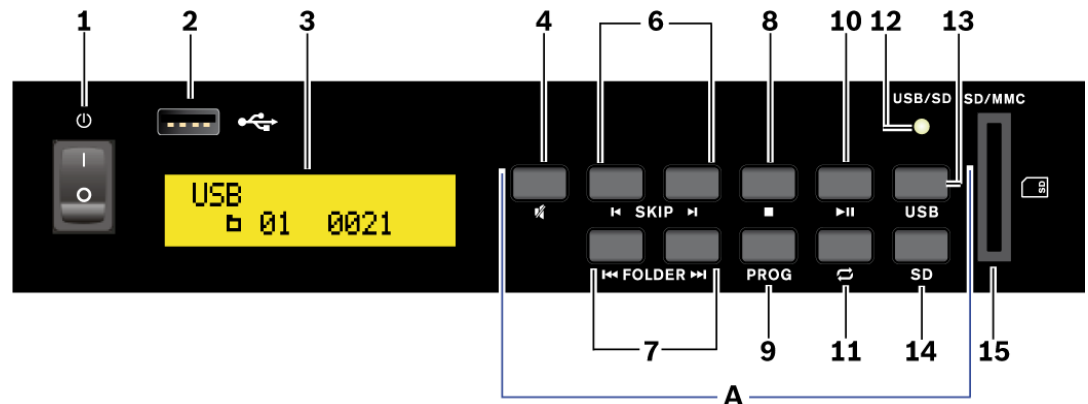 1 2 3 4 6 8 10 12 13
USB/SD SD/MMC
I
O
USB
01 0021
SKIP USB
SD
FOLDER PROG SD
7 9 11 14 15
A